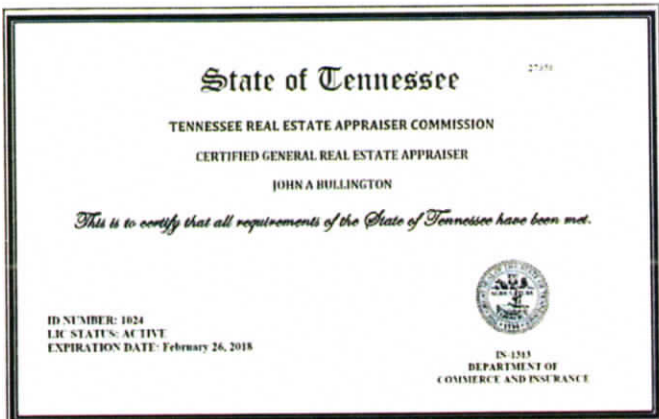 State of Tennessee
TENNESSEE REAL ESTATE APPRAISER COMMISSION
CERTIFIED GENERAL REAL ESTATE APPRAISER
JOHN A BULLINGTON
This is to certify that all requirements of the State of Tennessee have been met.
ID NUMBER: 1024
LIC STATUS: ACTIVE
EXPIRATION DATE: February 26, 2018
IN-1313
DEPARTMENT OF
COMMERCE AND INSURANCE